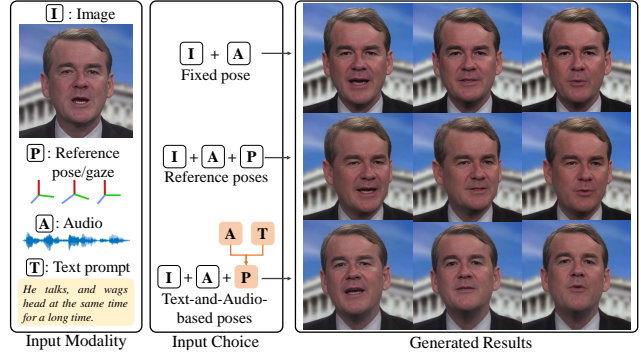 I : Image
P : Reference
pose/gaze
A : Audio
T : Text prompt
He talks, and wags
head at the same time
for a long time.
Input Modality
I + A
Fixed pose
I + A + P
Reference poses
A T
I + A + P
Text-and-Audio-
based poses
Input Choice
Generated Results